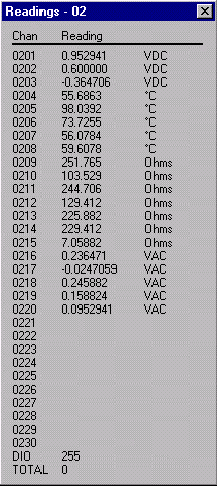 Readings - 02
Chan Reading
0201 0.952941 VDC
0202 0.600000 VDC
0203 -0.364706 VDC
0204 55.6863 °C
0205 98.0392 °C
0206 73.7255 °C
0207 56.0784 °C
0208 59.6078 °C
0209 251.765 Ohms
0210 103.529 Ohms
0211 244.706 Ohms
0212 129.412 Ohms
0213 225.882 Ohms
0214 229.412 Ohms
0215 7.05882 Ohms
0216 0.236471 VAC
0217 -0.0247059 VAC
0218 0.245882 VAC
0219 0.158824 VAC
0220 0.0952941 VAC
0221
0222
0223
0224
0225
0226
0227
0228
0229
0230
DIO 255
TOTAL 0